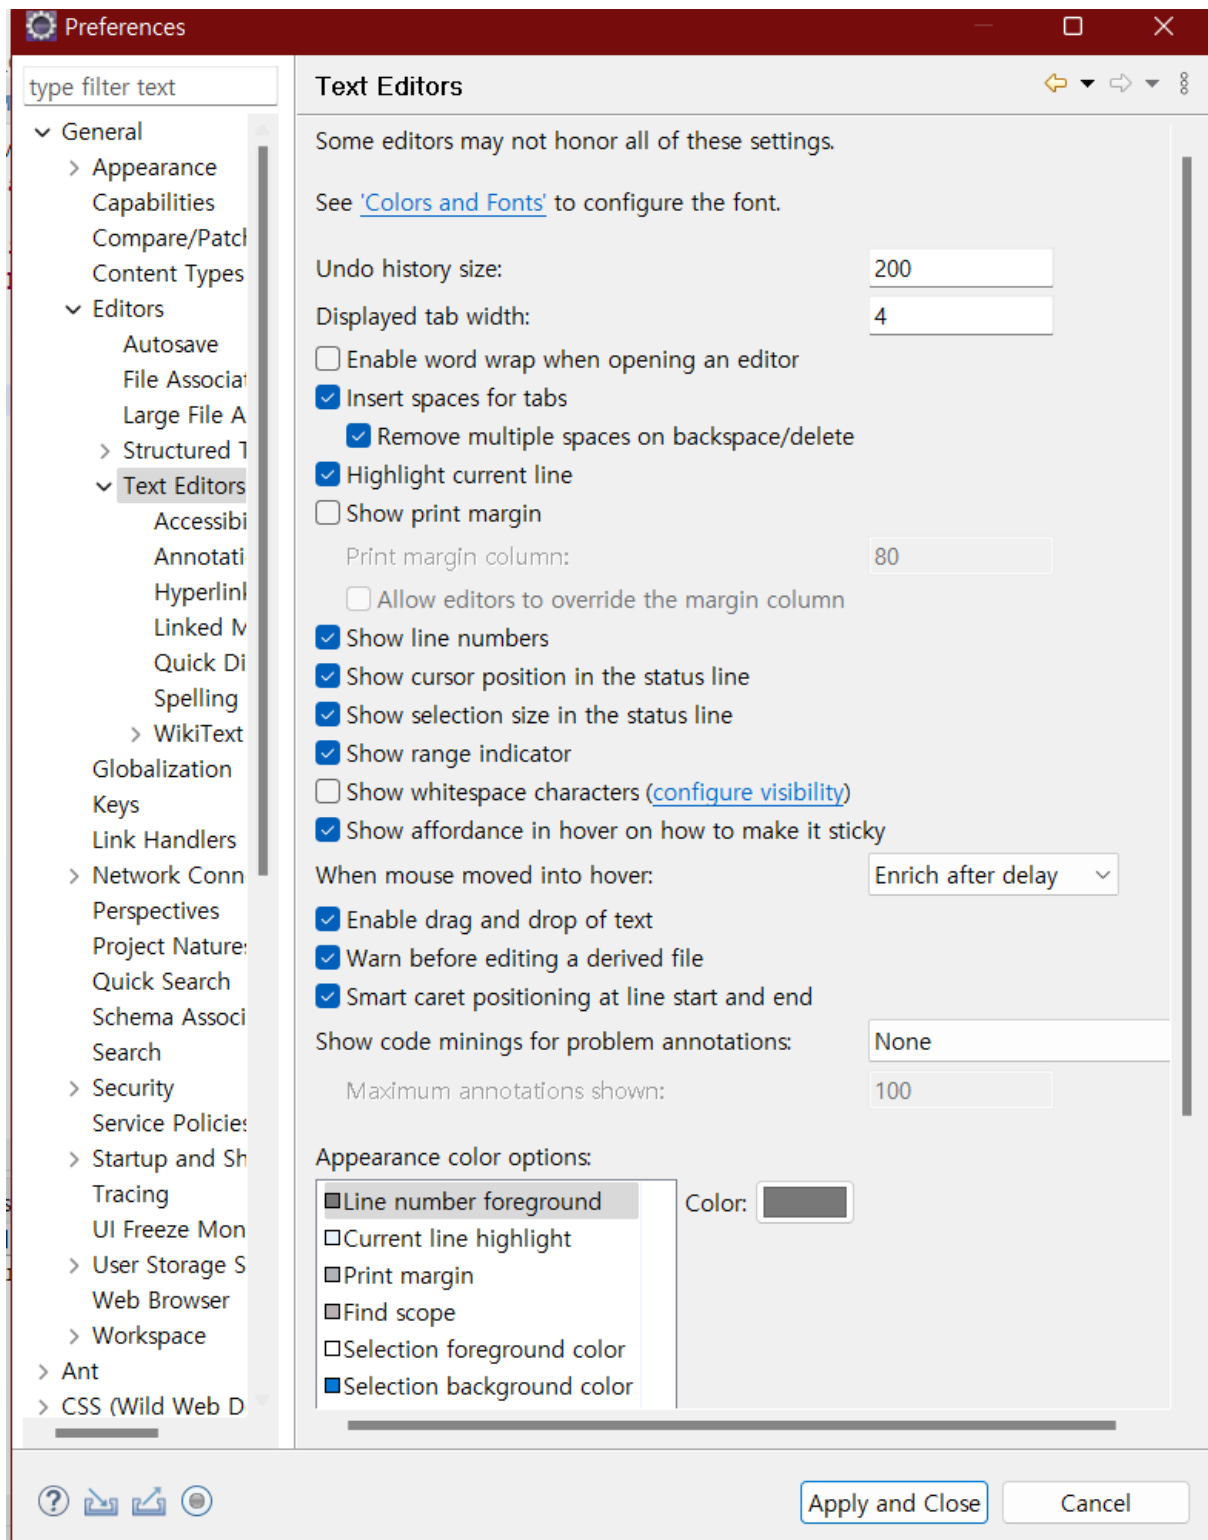 Preferences
type filter text
General
Appearance
Capabilities
Compare/Patch
Content Types
Editors
Autosave
File Associat
Large File A
Structured T
Text Editors
Accessibi
Annotati
Hyperlink
Linked M
Quick Di
Spelling
WikiText
Globalization
Keys
Link Handlers
Network Conn
Perspectives
Project Natures
Quick Search
Schema Associ
Search
Security
Service Policies
Startup and Sh
Tracing
UI Freeze Mon
User Storage S
Web Browser
Workspace
Ant
CSS (Wild Web D
Text Editors
Some editors may not honor all of these settings.
See 'Colors and Fonts' to configure the font.
Undo history size: 200
Displayed tab width: 4
Enable word wrap when opening an editor
Insert spaces for tabs
Remove multiple spaces on backspace/delete
Highlight current line
Show print margin
Print margin column: 80
Allow editors to override the margin column
Show line numbers
Show cursor position in the status line
Show selection size in the status line
Show range indicator
Show whitespace characters (configure visibility)
Show affordance in hover on how to make it sticky
When mouse moved into hover: Enrich after delay
Enable drag and drop of text
Warn before editing a derived file
Smart caret positioning at line start and end
Show code minings for problem annotations: None
Maximum annotations shown: 100
Appearance color options:
Line number foreground
Color:
Current line highlight
Print margin
Find scope
Selection foreground color
Selection background color
Apply and Close
Cancel